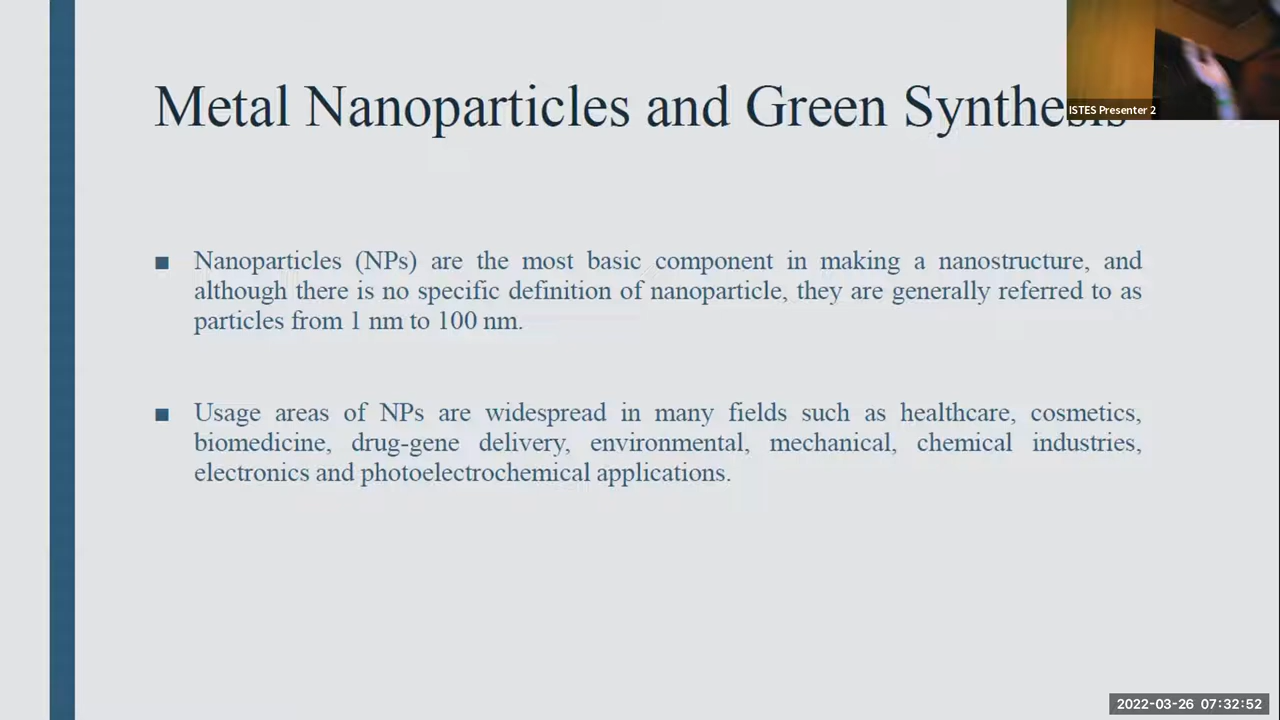 Metal Nanoparticles and Green Synthesis
ISTES Presenter 2
■ Nanoparticles (NPs) are the most basic component in making a nanostructure, and
although there is no specific definition of nanoparticle, they are generally referred to as
particles from 1 nm to 100 nm.
■ Usage areas of NPs are widespread in many fields such as healthcare, cosmetics,
biomedicine, drug-gene delivery, environmental, mechanical, chemical industries,
electronics and photoelectrochemical applications.
2022-03-26 07:32:52